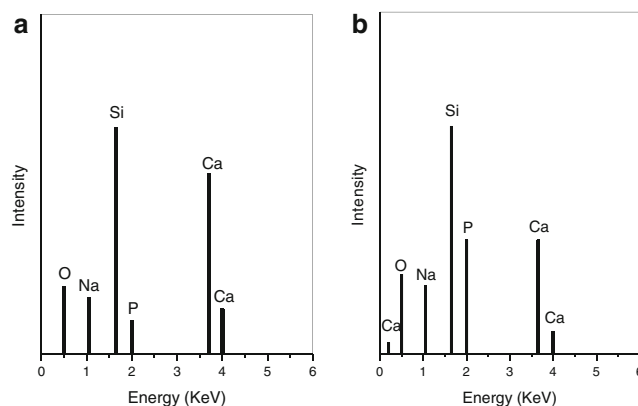 a
Intensity
Si
Ca
O
Na
P
Ca
0 1 2 3 4 5 6
Energy (KeV)
b
Intensity
Si
P
Ca
O
Na
Ca
Ca
0 1 2 3 4 5 6
Energy (KeV)